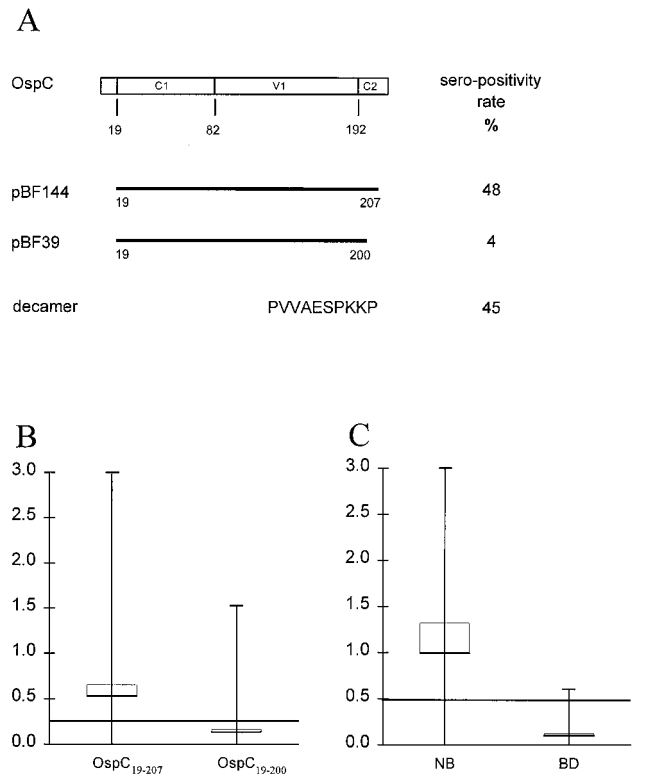 A
OspC C1 V1 C2 sero-positivity
rate
%
19 82 192
pBF144 48
19 207
pBF39 4
19 200
decamer PVVAESPKKP 45
B
3.0
2.5
2.0
1.5
1.0
0.5
0.0
OspC19-207 OspC19-200
C
3.0
2.5
2.0
1.5
1.0
0.5
0.0
NB BD